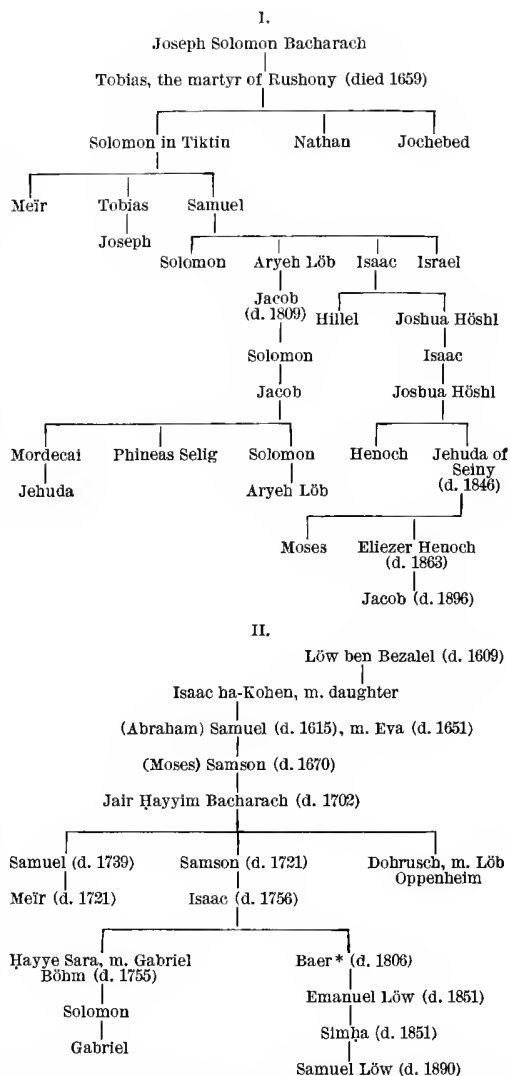 I.
Joseph Solomon Bacharach
Tobias, the martyr of Rushony (died 1659)
Solomon in Tiktin Nathan Jochebed
Meïr Tobias Samuel
Joseph
Solomon Aryeh Löb Isaac Israel
Jacob
(d. 1809) Hillel Joshua Höshl
Solomon Isaac
Jacob Joshua Höshl
Mordecai Phineas Selig Solomon Henoch Jehuda of
Jehuda Aryeh Löb Seiny
(d. 1846)
Moses Eliezer Henoch
(d. 1863)
Jacob (d. 1896)
II.
Löw ben Bezalel (d. 1609)
Isaac ha-Kohen, m. daughter
(Abraham) Samuel (d. 1615), m. Eva (d. 1651)
(Moses) Samson (d. 1670)
Jair Ḥayyim Bacharach (d. 1702)
Samuel (d. 1739) Samson (d. 1721) Dobrusch, m. Löb
Oppenheim
Meïr (d. 1721) Isaac (d. 1756)
Ḥayye Sara, m. Gabriel Baer* (d. 1806)
Böhm (d. 1755)
Emanuel Löw (d. 1851)
Solomon
Simḥa (d. 1851)
Gabriel
Samuel Löw (d. 1890)